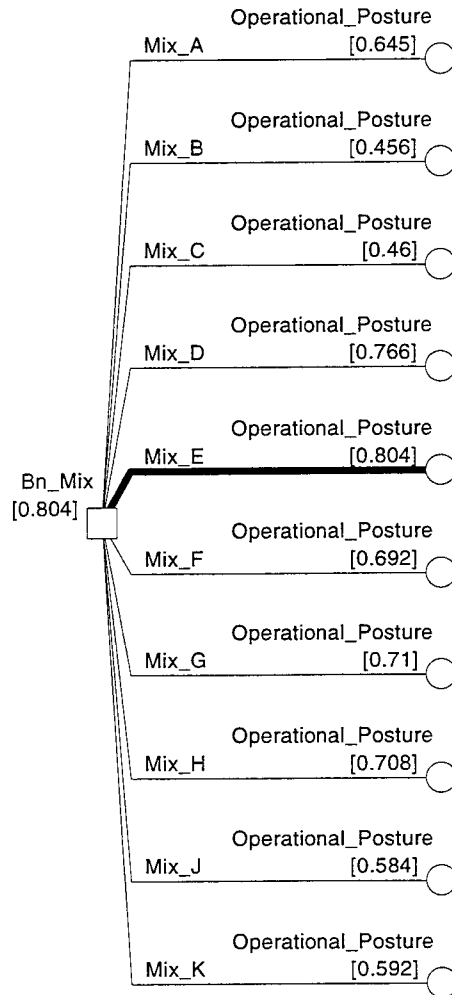 Operational_Posture
Mix_A [0.645]
Operational_Posture
Mix_B [0.456]
Operational_Posture
Mix_C [0.46]
Operational_Posture
Mix_D [0.766]
Operational_Posture
Mix_E [0.804]
Bn_Mix
[0.804]
Operational_Posture
Mix_F [0.692]
Operational_Posture
Mix_G [0.71]
Operational_Posture
Mix_H [0.708]
Operational_Posture
Mix_J [0.584]
Operational_Posture
Mix_K [0.592]